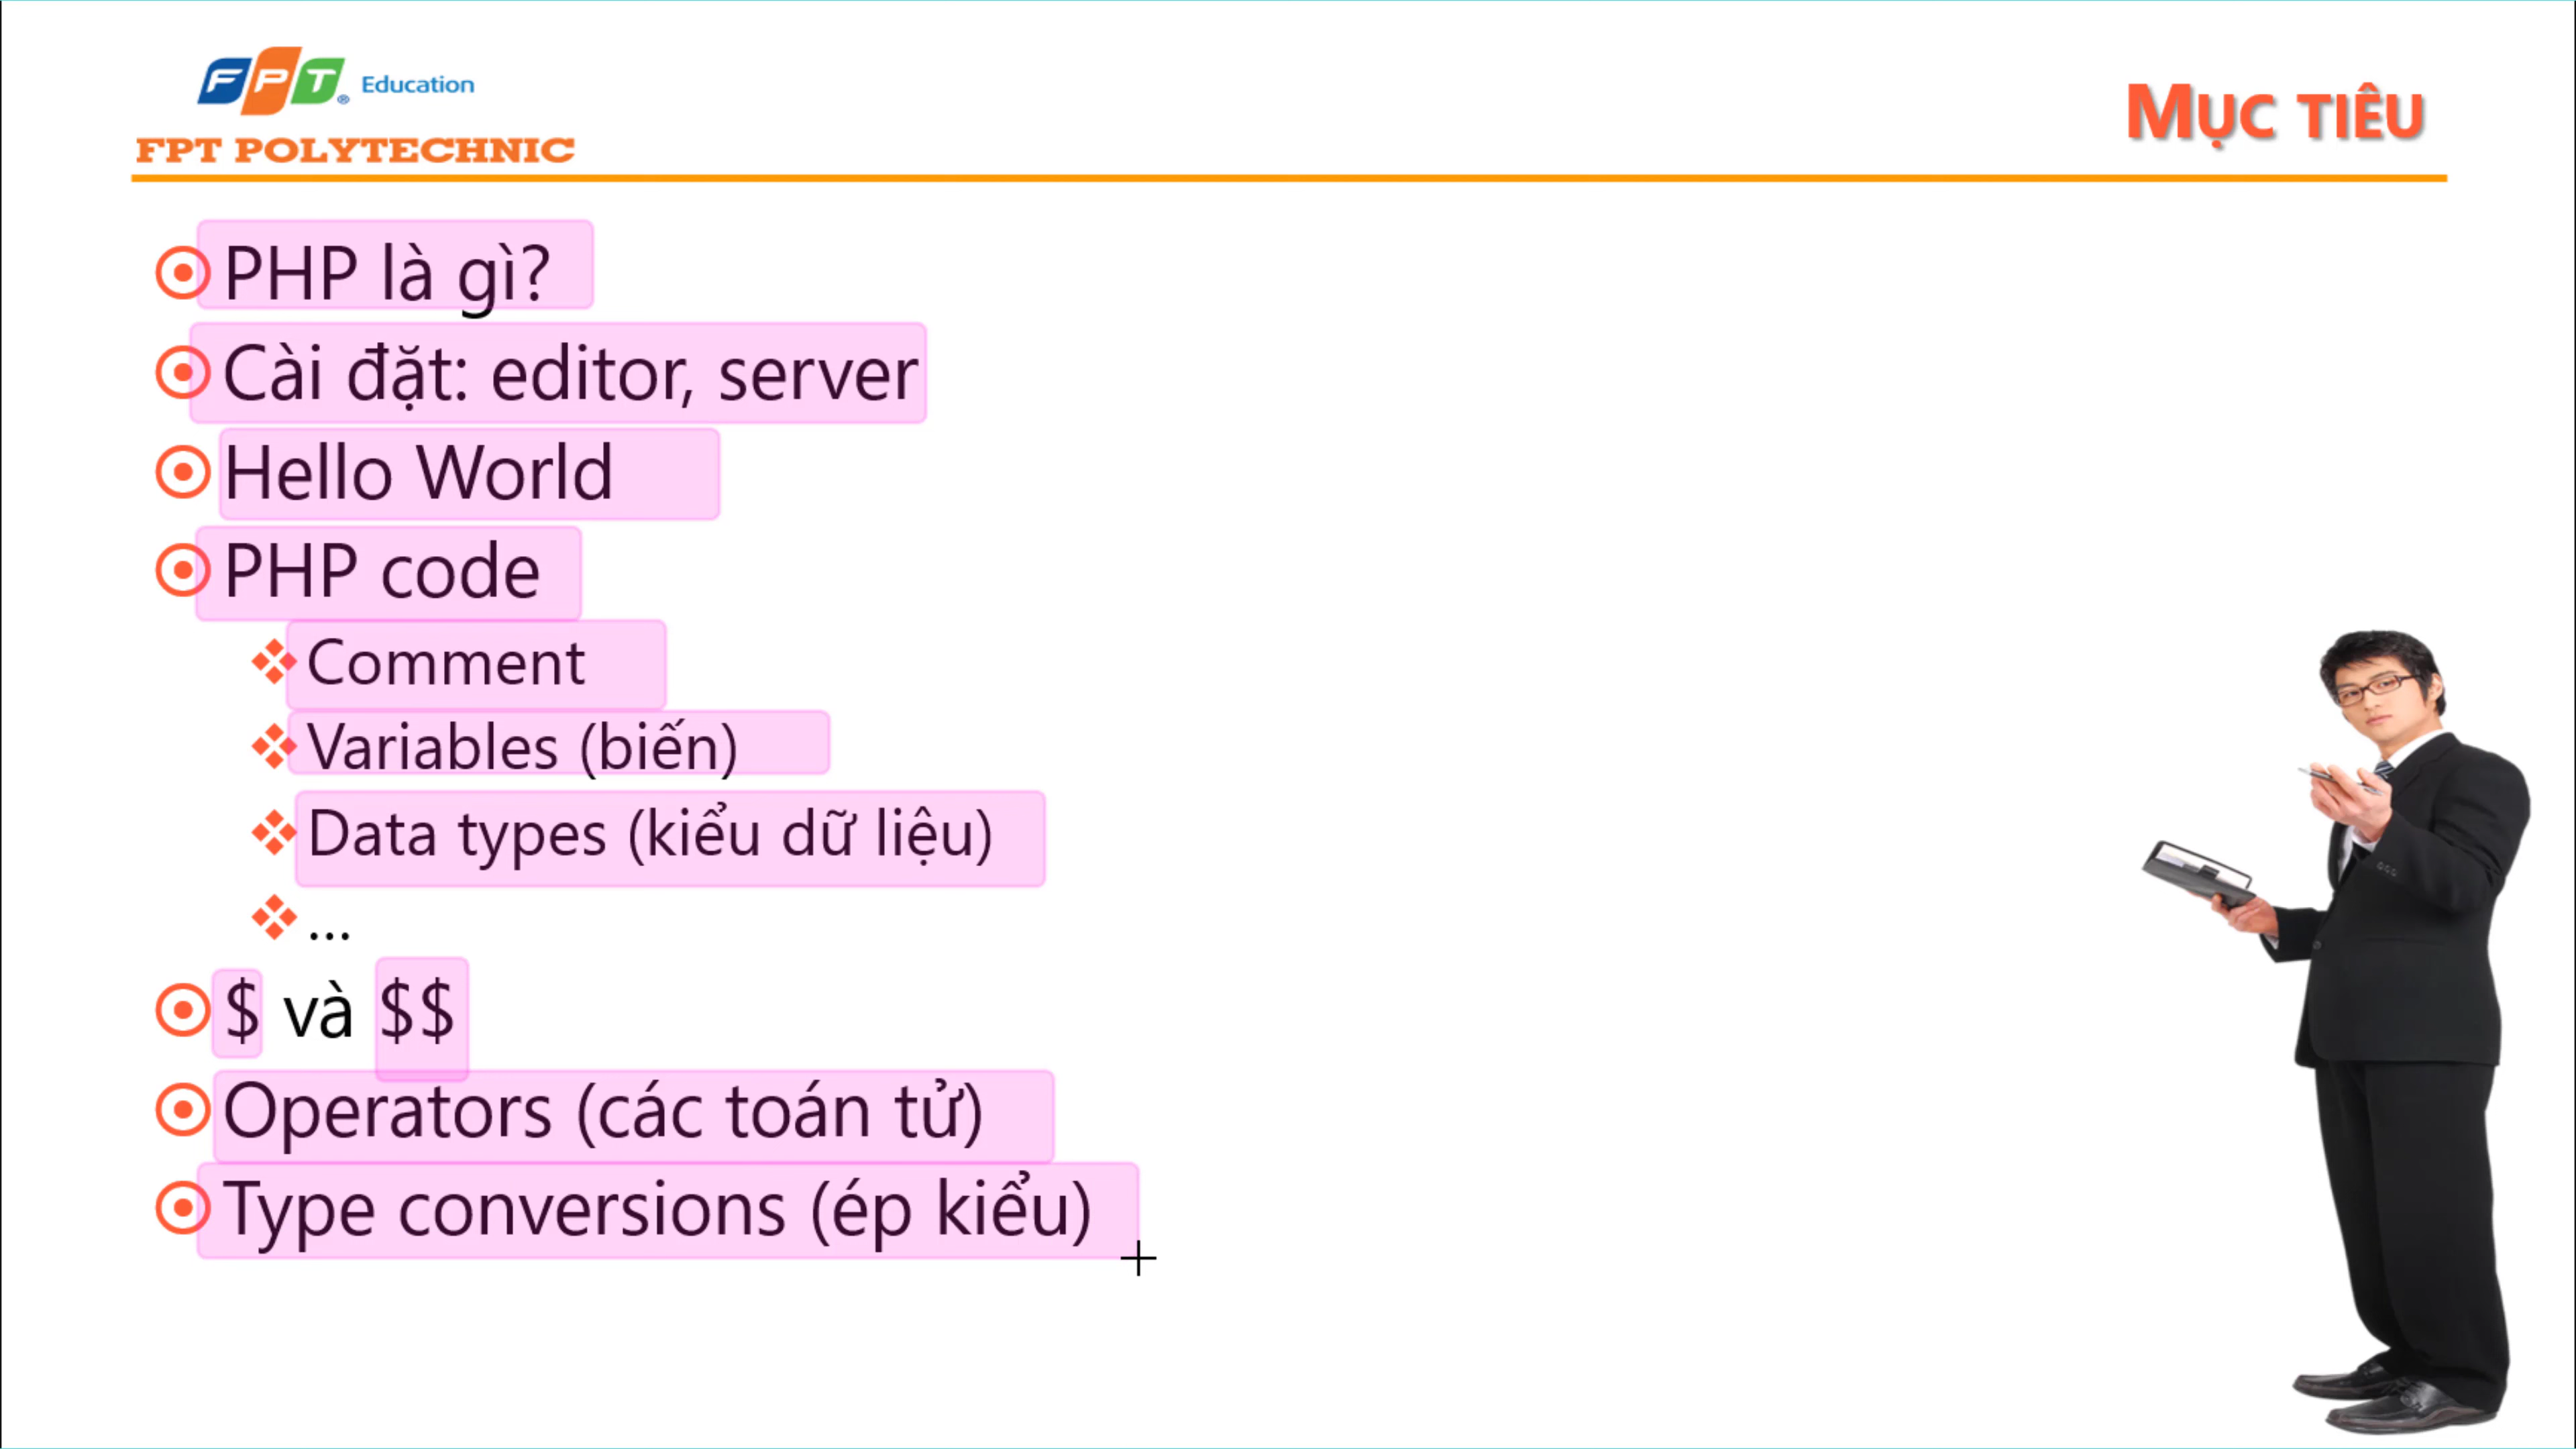 FPT Education
FPT POLYTECHNIC
MỤC TIÊU
PHP là gì?
Cài đặt: editor, server
Hello World
PHP code
Comment
Variables (biến)
Data types (kiểu dữ liệu)
...
$ và $$
Operators (các toán tử)
Type conversions (ép kiểu)